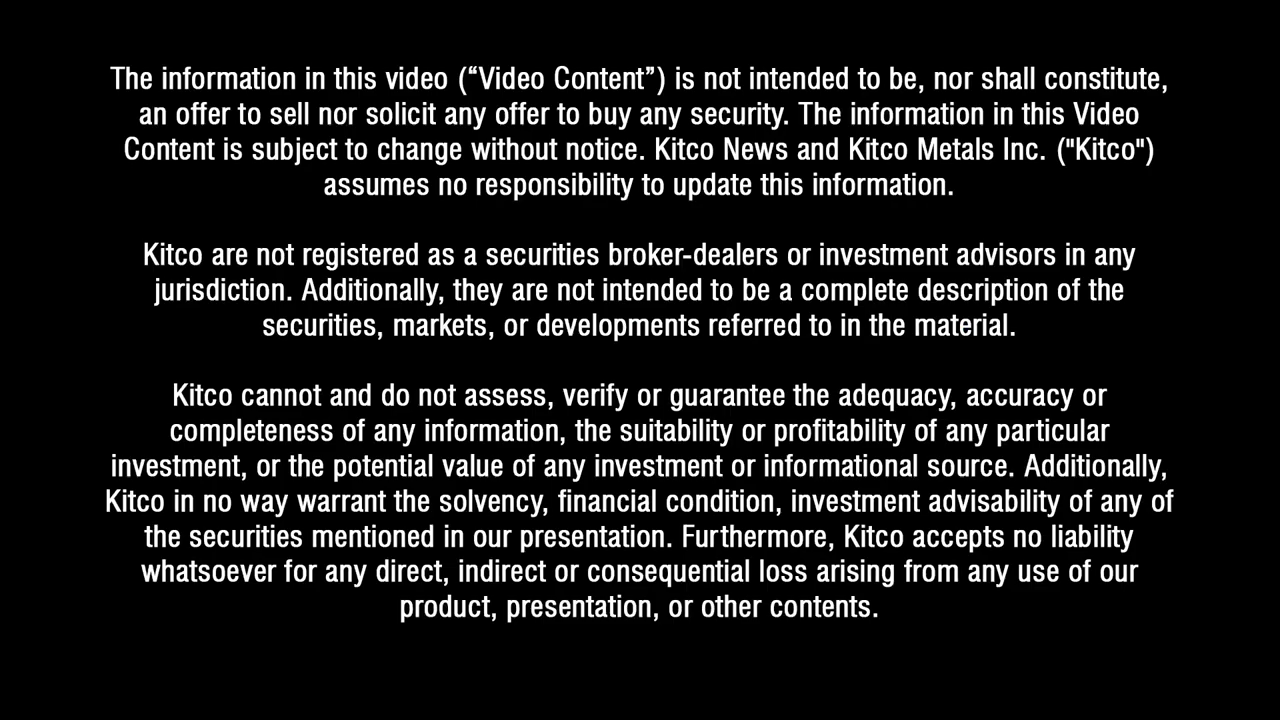 The information in this video (“Video Content”) is not intended to be, nor shall constitute,
an offer to sell nor solicit any offer to buy any security. The information in this Video
Content is subject to change without notice. Kitco News and Kitco Metals Inc. ("Kitco")
assumes no responsibility to update this information.
Kitco are not registered as a securities broker-dealers or investment advisors in any
jurisdiction. Additionally, they are not intended to be a complete description of the
securities, markets, or developments referred to in the material.
Kitco cannot and do not assess, verify or guarantee the adequacy, accuracy or
completeness of any information, the suitability or profitability of any particular
investment, or the potential value of any investment or informational source. Additionally,
Kitco in no way warrant the solvency, financial condition, investment advisability of any of
the securities mentioned in our presentation. Furthermore, Kitco accepts no liability
whatsoever for any direct, indirect or consequential loss arising from any use of our
product, presentation, or other contents.